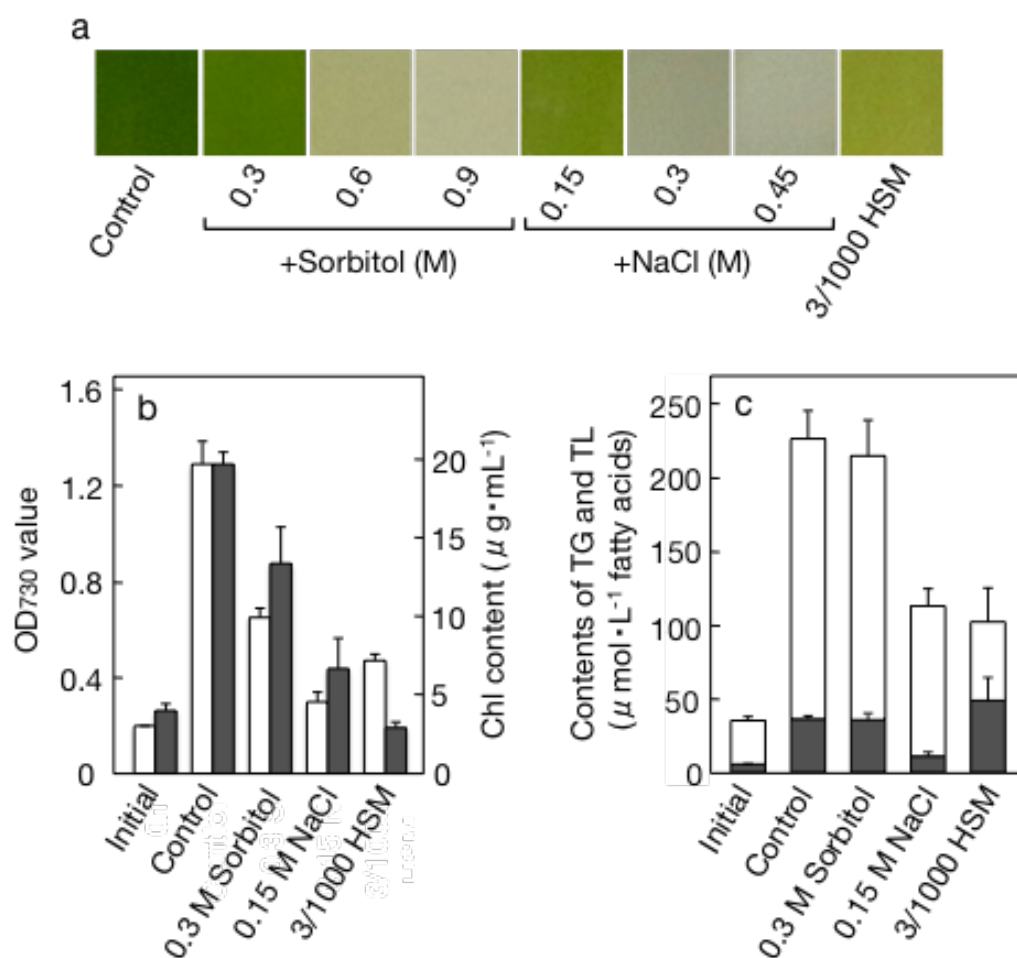 a
Control
0.3
0.6
0.9
0.15
0.3
0.45
3/1000 HSM
+Sorbitol (M)
+NaCl (M)
b
OD730 value
1.6
1.2
0.8
0.4
0
Chl content (μg・mL-1)
20
15
10
5
0
Initial
Control
0.3 M Sorbitol
0.15 M NaCl
3/1000 HSM
c
Contents of TG and TL
(μmol・L-1 fatty acids)
250
200
150
100
50
0
Initial
Control
0.3 M Sorbitol
0.15 M NaCl
3/1000 HSM